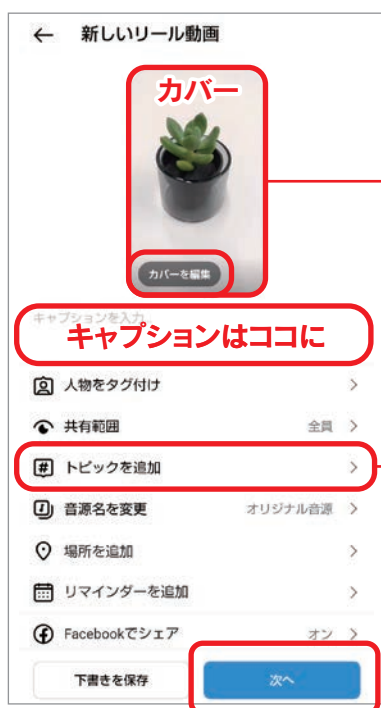 ← 新しいリール動画
カバー
カバーを編集
キャプションを入力
キャプションはココに
人物をタグ付け
共有範囲 全員
# トピックを追加
音源名を変更 オリジナル音源
場所を追加
リマインダーを追加
Facebookでシェア オン
下書きを保存 次へ